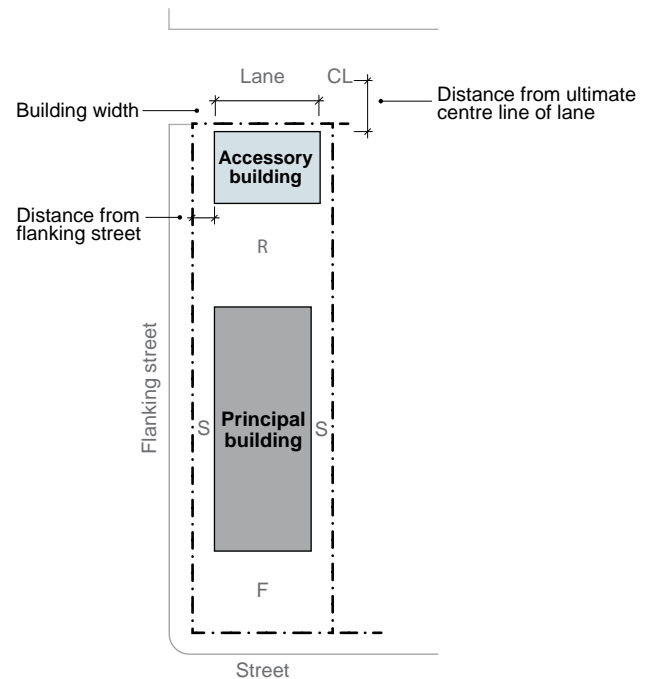 Lane
CL
Distance from ultimate
centre line of lane
Building width
Accessory
building
Distance from
flanking street
R
Flanking street
S
Principal
building
S
F
Street